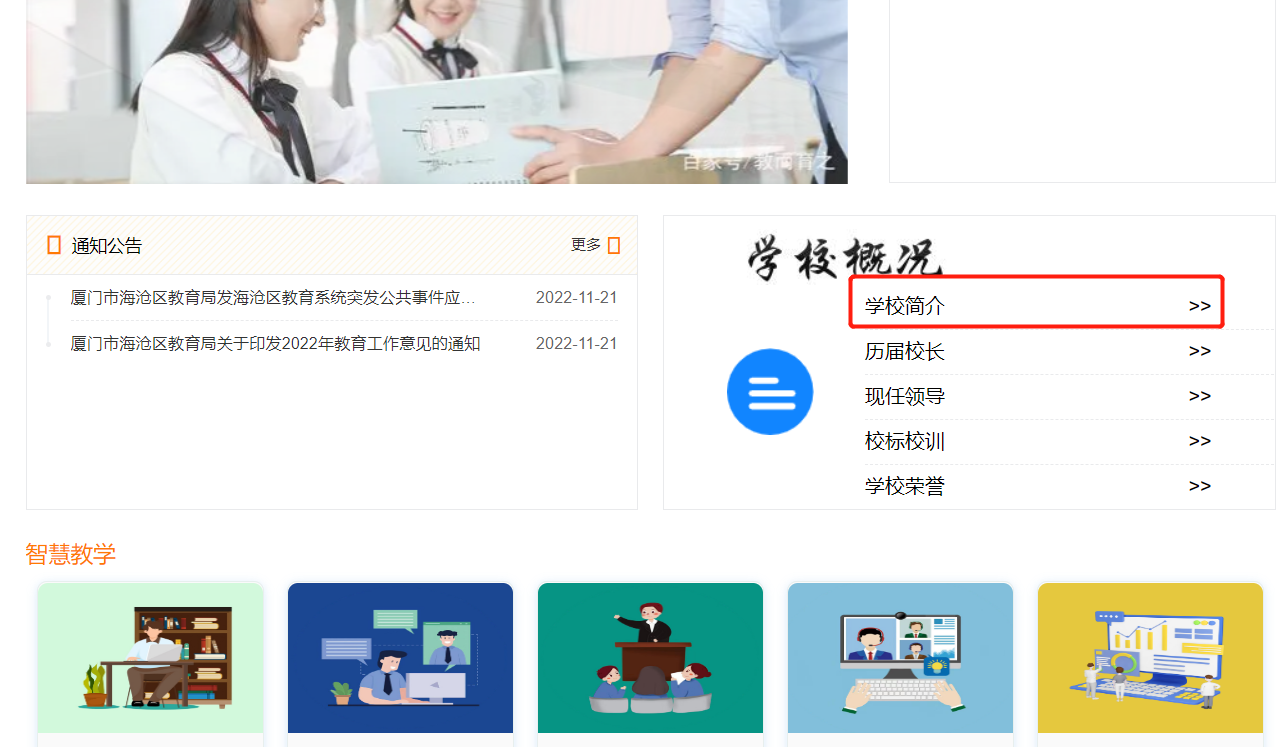 百家号/教而育之
通知公告
更多
厦门市海沧区教育局发海沧区教育系统突发公共事件应... 2022-11-21
厦门市海沧区教育局关于印发2022年教育工作意见的通知 2022-11-21
学校概况
学校简介 >>
历届校长 >>
现任领导 >>
校标校训 >>
学校荣誉 >>
智慧教学